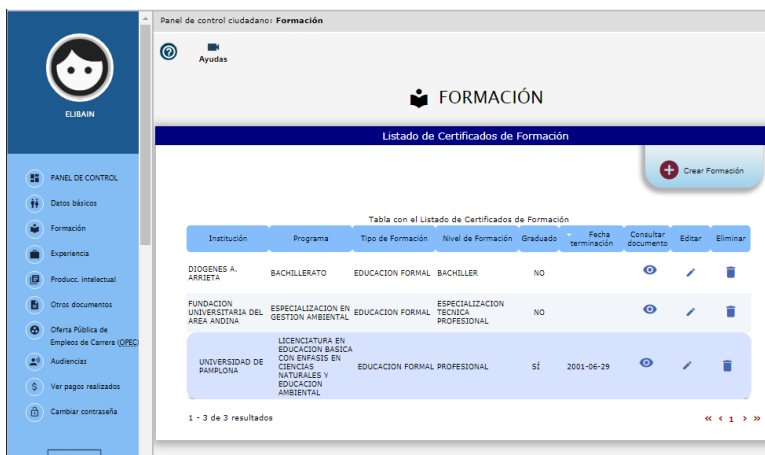 Panel de control ciudadano: Formación
Ayudas
ELIBAIN
FORMACIÓN
Listado de Certificados de Formación
Crear Formación
PANEL DE CONTROL
Datos básicos
Formación
Experiencia
Producc. intelectual
Otros documentos
Oferta Pública de
Empleos de Carrera (OPEC)
Audiencias
Ver pagos realizados
Cambiar contraseña
Tabla con el Listado de Certificados de Formación
Institución Programa Tipo de Formación Nivel de Formación Graduado Fecha terminación Consultar documento Editar Eliminar
DIOGENES A.
ARRIETA
BACHILLERATO
EDUCACION FORMAL
BACHILLER
NO
FUNDACION
UNIVERSITARIA DEL
AREA ANDINA
ESPECIALIZACION EN
GESTION AMBIENTAL
EDUCACION FORMAL
ESPECIALIZACION
TECNICA
PROFESIONAL
NO
UNIVERSIDAD DE
PAMPLONA
LICENCIATURA EN
EDUCACION BASICA
CON ENFASIS EN
CIENCIAS
NATURALES Y
EDUCACION
AMBIENTAL
EDUCACION FORMAL
PROFESIONAL
SÍ
2001-06-29
1 - 3 de 3 resultados
« ‹ 1 › »